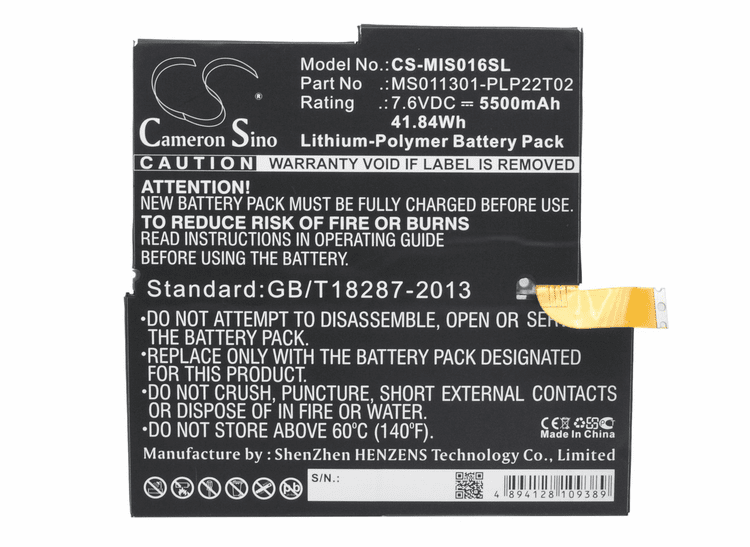 CS
Cameron Sino
Model No.: CS-MIS016SL
Part No : MS011301-PLP22T02
Rating : 7.6VDC ⎓ 5500mAh
41.84Wh
Lithium-Polymer Battery Pack
CAUTION WARRANTY VOID IF LABEL IS REMOVED
ATTENTION!
NEW BATTERY PACK MUST BE FULLY CHARGED BEFORE USE.
TO REDUCE RISK OF FIRE OR BURNS
READ INSTRUCTIONS IN OPERATING GUIDE
BEFORE USING THE BATTERY.
Standard:GB/T18287-2013
•DO NOT ATTEMPT TO DISASSEMBLE, OPEN OR SER
THE BATTERY PACK.
•REPLACE ONLY WITH THE BATTERY PACK DESIGNATED
FOR THIS PRODUCT.
•DO NOT CRUSH, PUNCTURE, SHORT EXTERNAL CONTACTS
OR DISPOSE OF IN FIRE OR WATER.
•DO NOT STORE ABOVE 60°C (140°F).
CE
Made In China
Manufacture by : ShenZhen HENZENS Technology Co., Limited
S/N.:
4 894128 109389